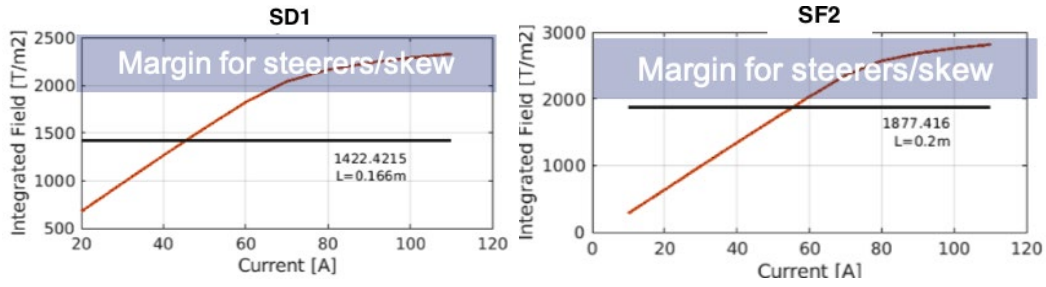 SD1
2500
2000
1500
1000
500
Integrated Field [T/m2]
Margin for steerers/skew
1422.4215
L=0.166m
20
40
60
80
100
120
Current [A]
SF2
3000
2000
1000
0
Integrated Field [T/m2]
Margin for steerers/skew
1877.416
L=0.2m
0
20
40
60
80
100
120
Current [A]